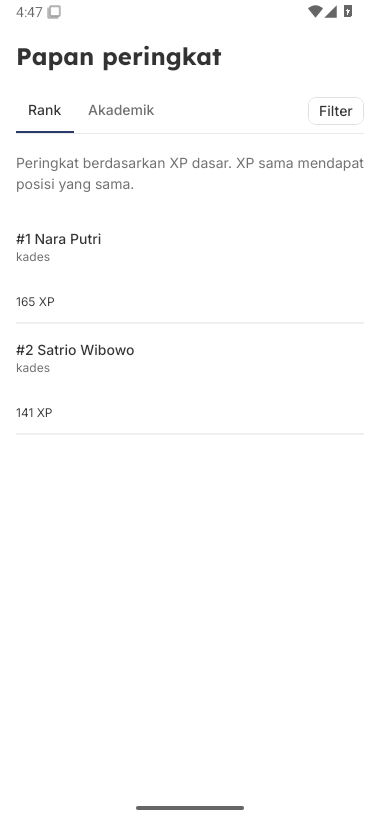 4:47
Papan peringkat
Rank
Akademik
Filter
Peringkat berdasarkan XP dasar. XP sama mendapat
posisi yang sama.
#1 Nara Putri
kades
165 XP
#2 Satrio Wibowo
kades
141 XP